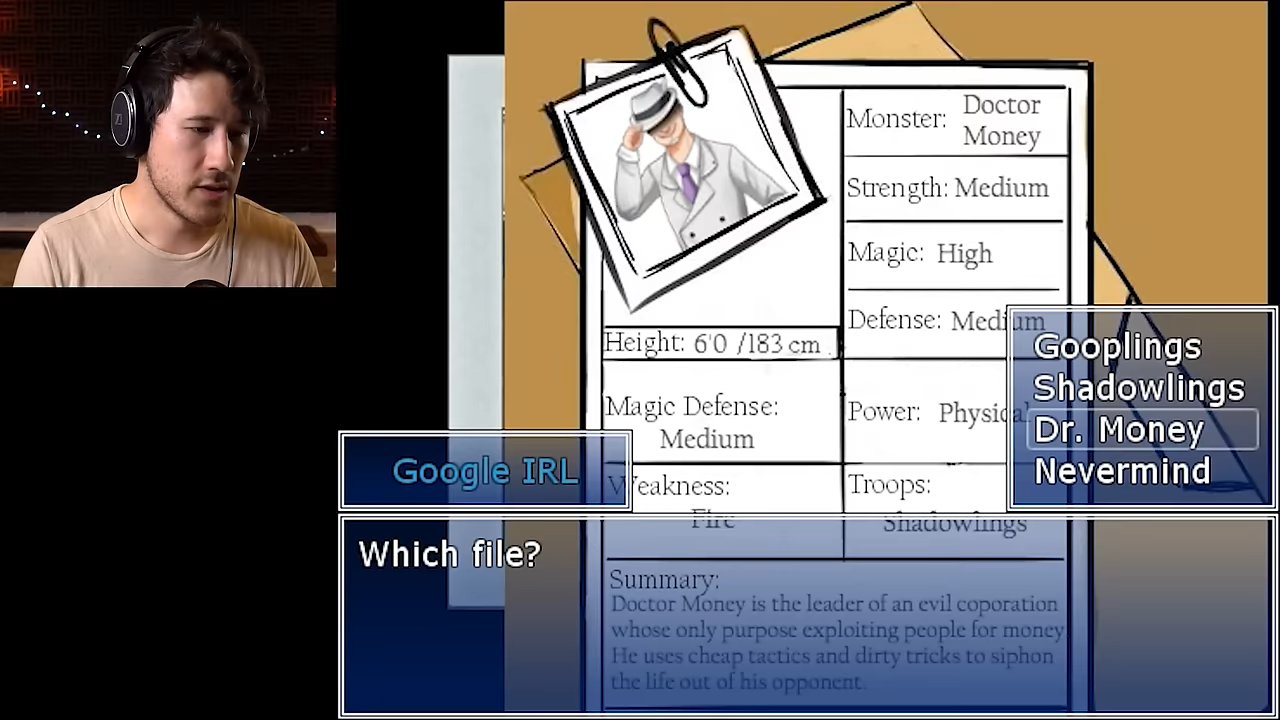 Monster: Doctor
Money
Strength: Medium
Magic: High
Defense: Medium
Height: 6'0 /183 cm
Magic Defense:
Medium
Power: Physical
Weakness:
Fire
Troops:
Shadowlings
Summary:
Doctor Money is the leader of an evil coporation
whose only purpose exploiting people for money
He uses cheap tactics and dirty tricks to siphon
the life out of his opponent.
Gooplings
Shadowlings
Dr. Money
Nevermind
Google IRL
Which file?